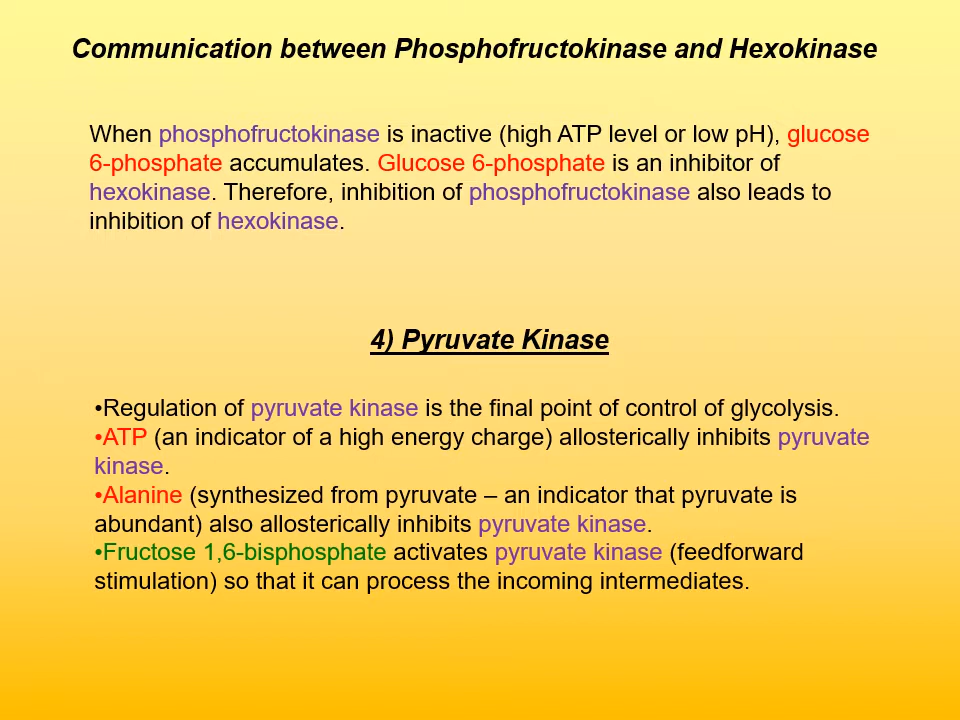 Communication between Phosphofructokinase and Hexokinase
When phosphofructokinase is inactive (high ATP level or low pH), glucose
6-phosphate accumulates. Glucose 6-phosphate is an inhibitor of
hexokinase. Therefore, inhibition of phosphofructokinase also leads to
inhibition of hexokinase.
4) Pyruvate Kinase
•Regulation of pyruvate kinase is the final point of control of glycolysis.
•ATP (an indicator of a high energy charge) allosterically inhibits pyruvate
kinase.
•Alanine (synthesized from pyruvate – an indicator that pyruvate is
abundant) also allosterically inhibits pyruvate kinase.
•Fructose 1,6-bisphosphate activates pyruvate kinase (feedforward
stimulation) so that it can process the incoming intermediates.